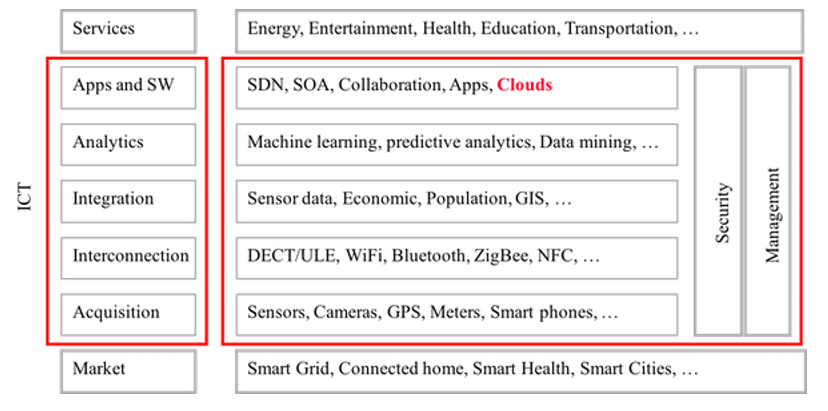 Services
Energy, Entertainment, Health, Education, Transportation, …
Apps and SW
SDN, SOA, Collaboration, Apps, Clouds
Analytics
Machine learning, predictive analytics, Data mining, …
Integration
Sensor data, Economic, Population, GIS, …
Interconnection
DECT/ULE, WiFi, Bluetooth, ZigBee, NFC, …
Acquisition
Sensors, Cameras, GPS, Meters, Smart phones, …
Market
Smart Grid, Connected home, Smart Health, Smart Cities, …
ICT
Security
Management